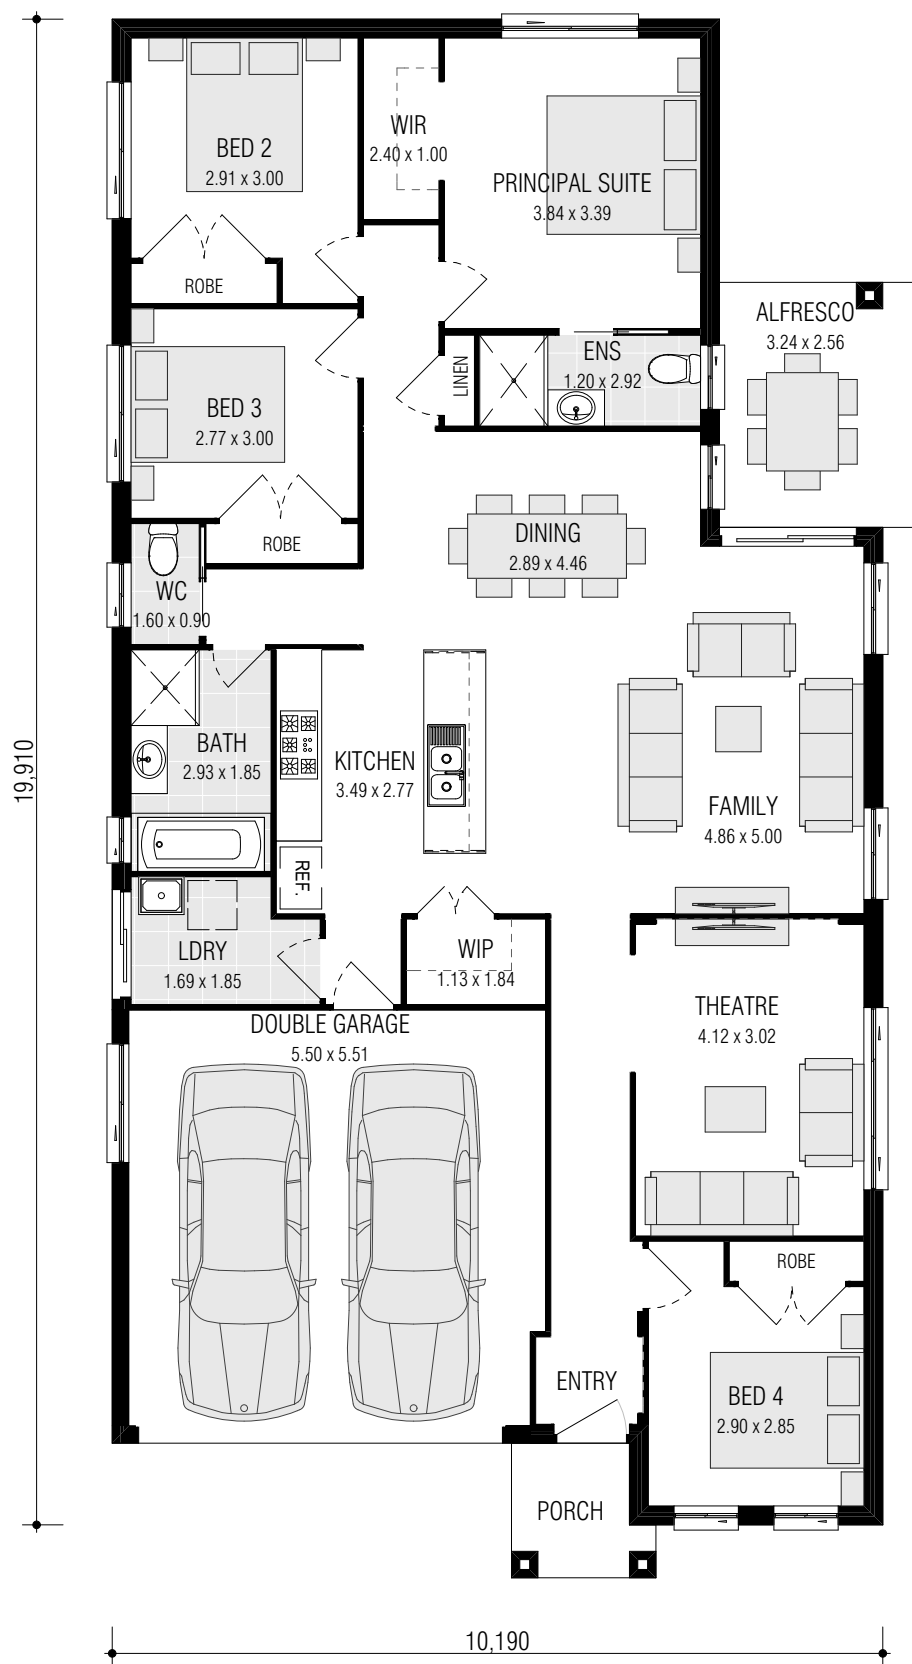 BED 2
2.91 x 3.00
WIR
2.40 x 1.00
PRINCIPAL SUITE
3.84 x 3.39
ROBE
ALFRESCO
3.24 x 2.56
ENS
1.20 x 2.92
LINEN
BED 3
2.77 x 3.00
ROBE
DINING
2.89 x 4.46
WC
1.60 x 0.90
BATH
2.93 x 1.85
KITCHEN
3.49 x 2.77
FAMILY
4.86 x 5.00
REF.
LDRY
1.69 x 1.85
WIP
1.13 x 1.84
THEATRE
4.12 x 3.02
DOUBLE GARAGE
5.50 x 5.51
ROBE
ENTRY
BED 4
2.90 x 2.85
PORCH
19,910
10,190